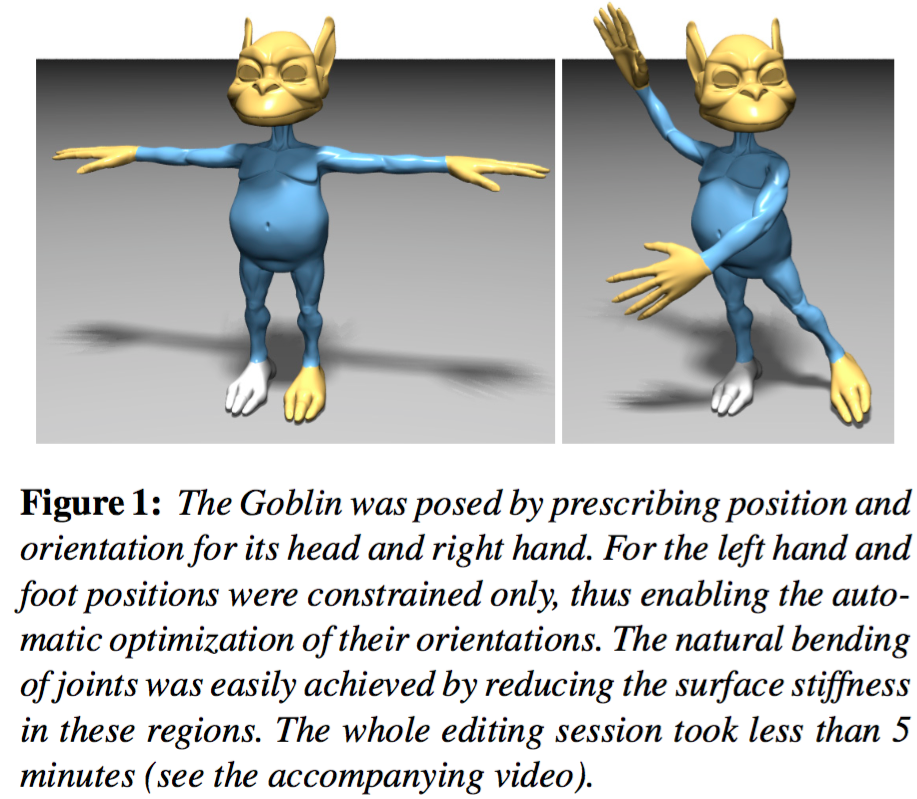 Figure 1: The Goblin was posed by prescribing position and
orientation for its head and right hand. For the left hand and
foot positions were constrained only, thus enabling the auto-
matic optimization of their orientations. The natural bending
of joints was easily achieved by reducing the surface stiffness
in these regions. The whole editing session took less than 5
minutes (see the accompanying video).